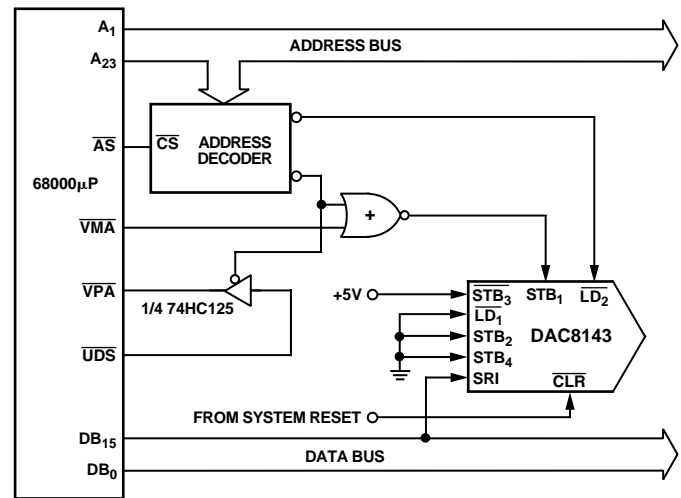 A1
ADDRESS BUS
A23
AS
CS
ADDRESS
DECODER
68000µP
VMA
+
VPA
1/4 74HC125
+5V
STB3
STB1
LD2
LD1
STB2
DAC8143
STB4
UDS
SRI
CLR
FROM SYSTEM RESET
DB15
DATA BUS
DB0